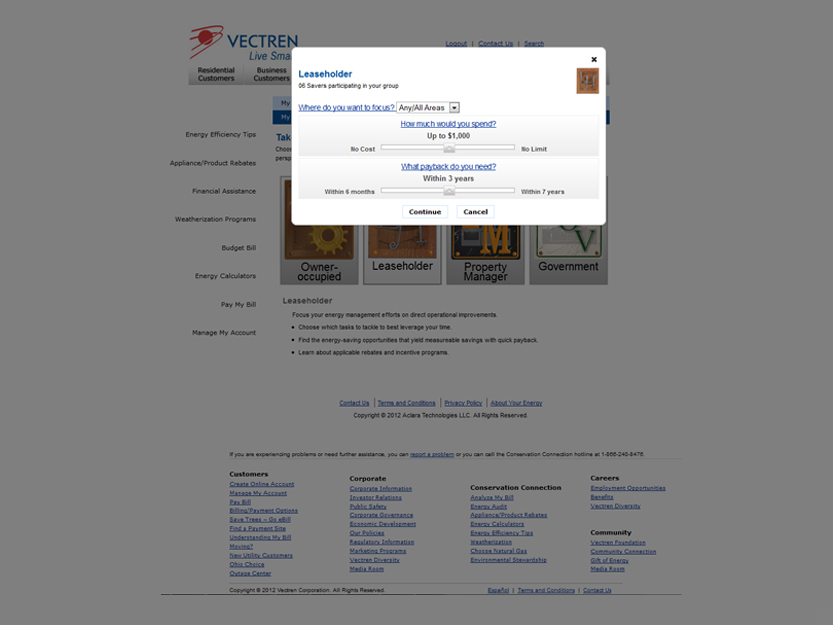 VECTREN
Live Smar
Logout | Contact Us | Search
Residential Customers
Business Customers
My
My
Tak
Choos
persp
Energy Efficiency Tips
Appliance/Product Rebates
Financial Assistance
Weatherization Programs
Budget Bill
Energy Calculators
Pay My Bill
Manage My Account
Leaseholder
06 Savers participating in your group
Where do you want to focus? Any/All Areas
How much would you spend?
Up to $1,000
No Cost
No Limit
What payback do you need?
Within 3 years
Within 6 months
Within 7 years
Continue
Cancel
Owner-occupied
Leaseholder
Property Manager
Government
Leaseholder
Focus your energy management efforts on direct operational improvements.
• Choose which tasks to tackle to best leverage your time.
• Find the energy-saving opportunities that yield measureable savings with quick payback.
• Learn about applicable rebates and incentive programs.
Contact Us | Terms and Conditions | Privacy Policy | About Your Energy
Copyright © 2012 Aclara Technologies LLC. All Rights Reserved.
If you are experiencing problems or need further assistance, you can report a problem or you can call the Conservation Connection hotline at 1-866-240-8476.
Customers
Create Online Account
Manage My Account
Pay Bill
Billing/Payment Options
Save Trees – Go eBill
Find a Payment Site
Understanding My Bill
Moving?
New Utility Customers
Ohio Choice
Outage Center
Corporate
Corporate Information
Investor Relations
Public Safety
Corporate Governance
Economic Development
Our Policies
Regulatory Information
Marketing Programs
Vectren Diversity
Media Room
Conservation Connection
Analyze My Bill
Energy Audit
Appliance/Product Rebates
Energy Calculators
Energy Efficiency Tips
Weatherization
Choose Natural Gas
Environmental Stewardship
Careers
Employment Opportunities
Benefits
Vectren Diversity
Community
Vectren Foundation
Community Connection
Gift of Energy
Media Room
Copyright © 2012 Vectren Corporation. All Rights Reserved.
Español | Terms and Conditions | Contact Us